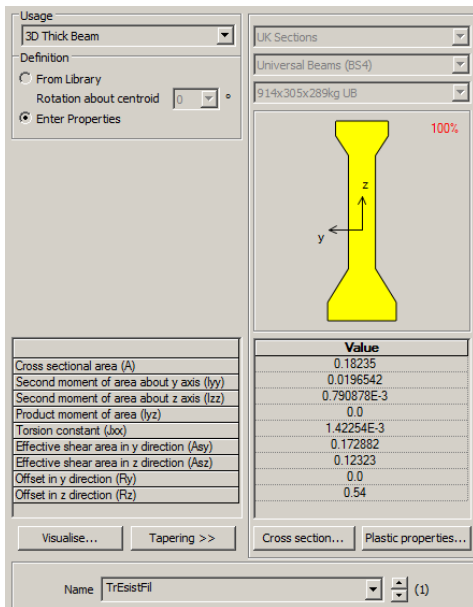 Usage
3D Thick Beam
Definition
From Library
Rotation about centroid 0 °
Enter Properties
UK Sections
Universal Beams (BS4)
914x305x289kg UB
100%
z
y
Value
Cross sectional area (A) 0.18235
Second moment of area about y axis (Iyy) 0.0196542
Second moment of area about z axis (Izz) 0.790878E-3
Product moment of area (Iyz) 0.0
Torsion constant (Jxx) 1.42254E-3
Effective shear area in y direction (Asy) 0.172882
Effective shear area in z direction (Asz) 0.12323
Offset in y direction (Ry) 0.0
Offset in z direction (Rz) 0.54
Visualise... Tapering >> Cross section... Plastic properties...
Name TrEsistFil (1)